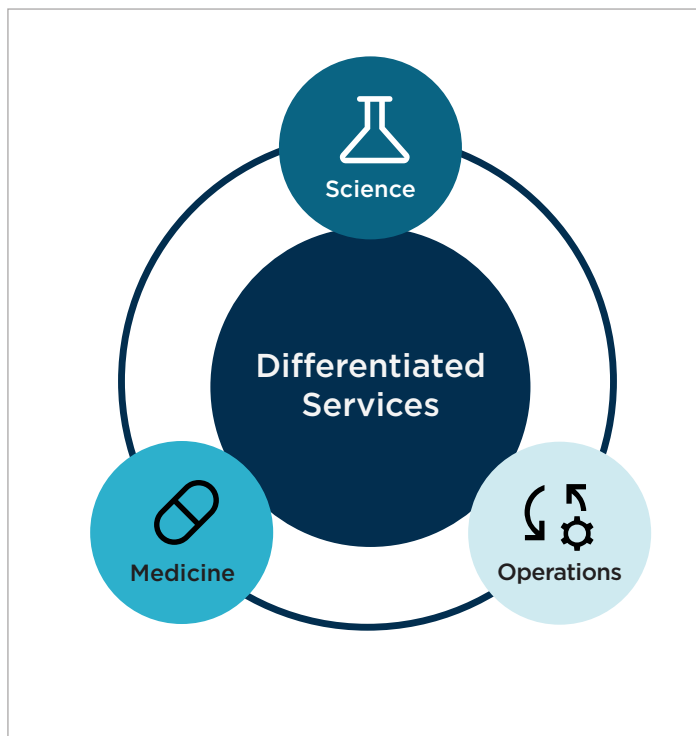 Science
Differentiated
Services
Medicine
Operations